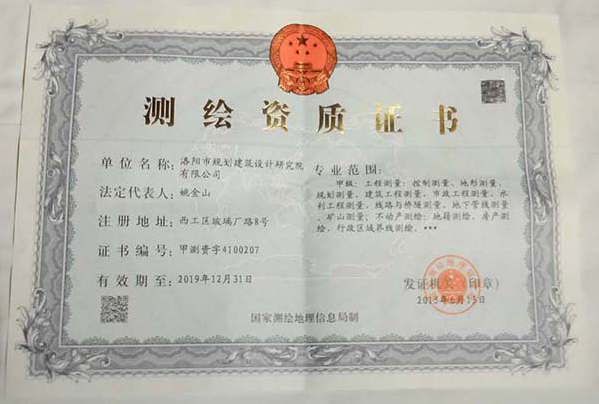 测绘资质证书
单位名称: 洛阳市规划建筑设计研究院
有限公司
法定代表人 姚金山
注册地址: 西工区玻璃厂路8号
证书编号: 甲测资字4100207
有效期至: 2019年12月31日
专业范围:
甲级: 工程测量: 控制测量、地形测量、
规划测量、建筑工程测量、市政工程测量、水
利工程测量、线路与桥隧测量、地下管线测量
、矿山测量; 不动产测绘: 地籍测绘、房产测
绘、行政区域界线测绘。***
发证机关(印章)
2015年6月15日
国家测绘地理信息局制